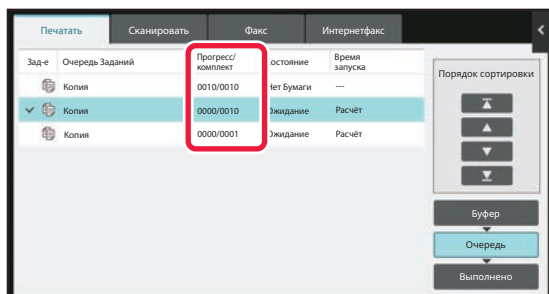 Печатать
Сканировать
Факс
Интернетфакс
Зад-е
Очередь Заданий
Прогресс/
комплект
остояние
Время
запуска
Копия
0010/0010
Нет Бумаги
---
Копия
0000/0010
Ожидание
Расчёт
Копия
0000/0001
Ожидание
Расчёт
Порядок сортировки
Буфер
Очередь
Выполнено